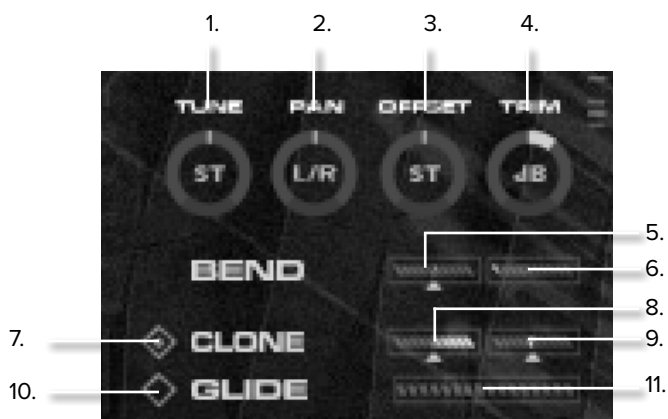 1. 2. 3. 4.
TUNE PAN OFFSET TRIM
ST L/R ST dB
5.
BEND 6.
8.
7. CLONE 9.
10. GLIDE 11.